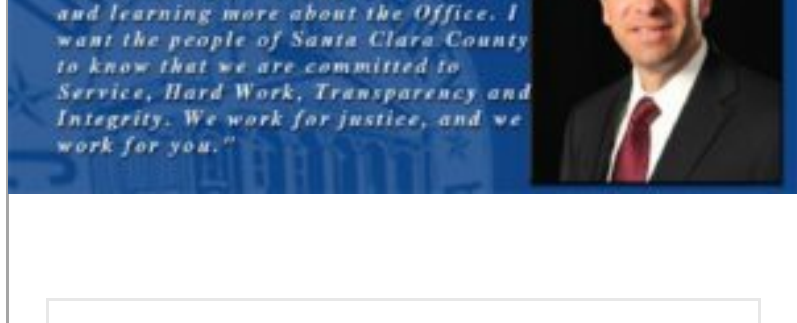 and learning more about the Office. I
want the people of Santa Clara County
to know that we are committed to
Service, Hard Work, Transparency and
Integrity. We work for justice, and we
work for you."